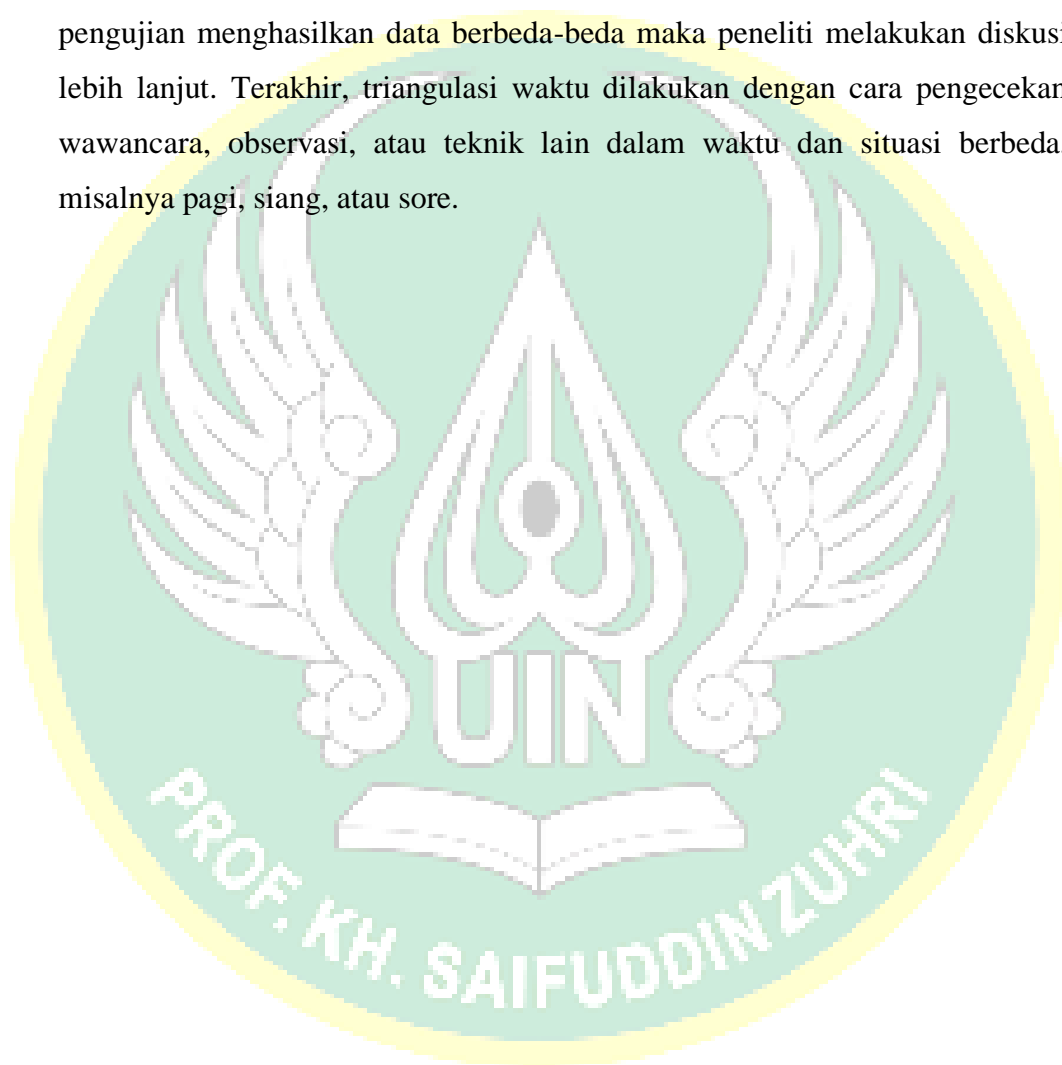 pengujian menghasilkan data berbeda-beda maka peneliti melakukan diskusi
lebih lanjut. Terakhir, triangulasi waktu dilakukan dengan cara pengecekan
wawancara, observasi, atau teknik lain dalam waktu dan situasi berbeda
misalnya pagi, siang, atau sore.
UIN
PROF. KH. SAIFUDDIN ZUHRI